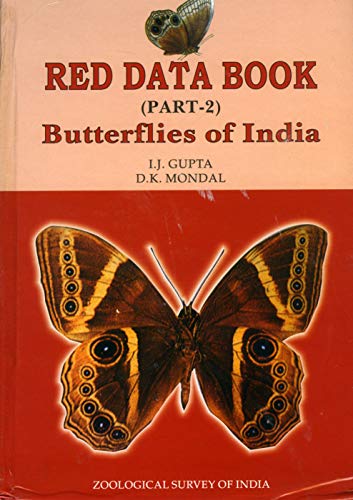 RED DATA BOOK
(PART-2)
Butterflies of India
I.J. GUPTA
D.K. MONDAL
ZOOLOGICAL SURVEY OF INDIA